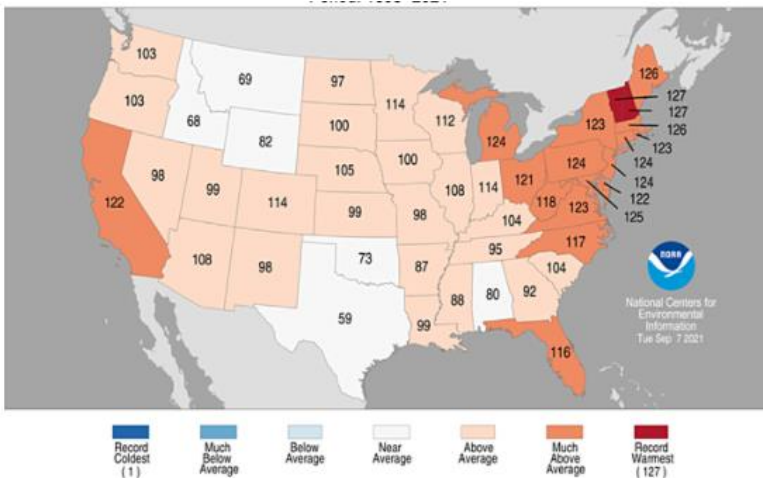 103
69
97
126
103
114
127
68
112
127
100
123
126
82
124
123
105
100
124
124
98
99
121
124
122
114
108
114
118
123
122
99
98
125
104
117
108
98
73
87
95
104
88
80
92
59
99
116
NOAA
National Centers for
Environmental
Information
Tue Sep 7 2021
Record
Coldest
(1)
Much
Below
Average
Below
Average
Near
Average
Above
Average
Much
Above
Average
Record
Warmest
(127)